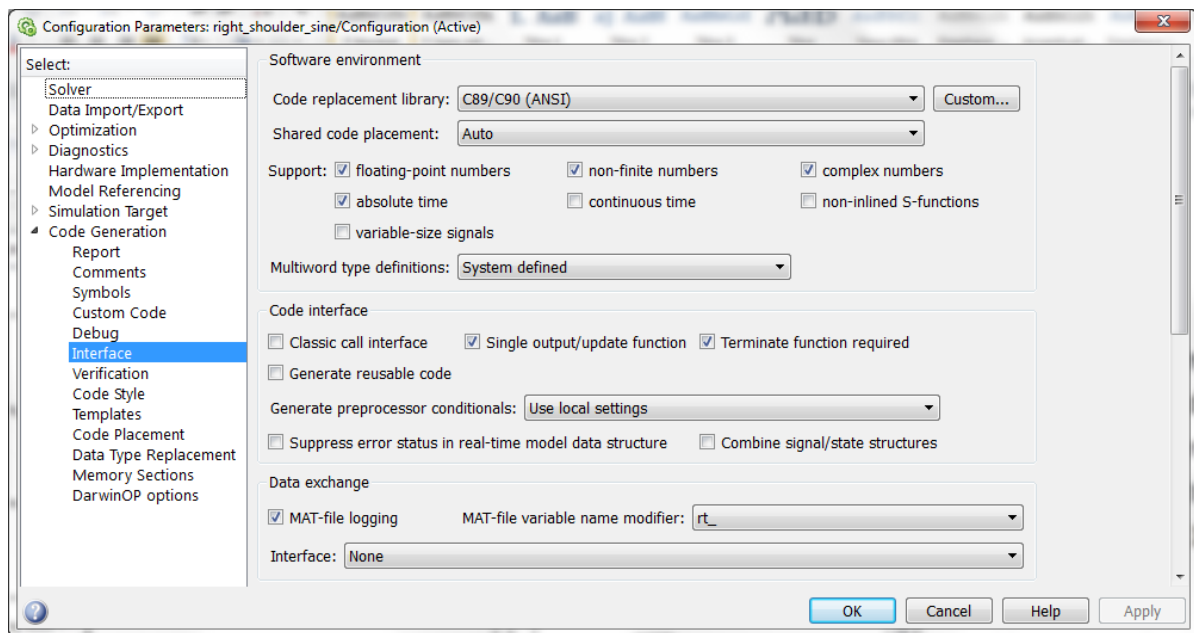 Configuration Parameters: right_shoulder_sine/Configuration (Active)
Select:
Solver
Data Import/Export
Optimization
Diagnostics
Hardware Implementation
Model Referencing
Simulation Target
Code Generation
Report
Comments
Symbols
Custom Code
Debug
Interface
Verification
Code Style
Templates
Code Placement
Data Type Replacement
Memory Sections
DarwinOP options
Software environment
Code replacement library: C89/C90 (ANSI) Custom...
Shared code placement: Auto
Support: floating-point numbers non-finite numbers complex numbers
absolute time continuous time non-inlined S-functions
variable-size signals
Multiword type definitions: System defined
Code interface
Classic call interface Single output/update function Terminate function required
Generate reusable code
Generate preprocessor conditionals: Use local settings
Suppress error status in real-time model data structure Combine signal/state structures
Data exchange
MAT-file logging MAT-file variable name modifier: rt_
Interface: None
OK Cancel Help Apply